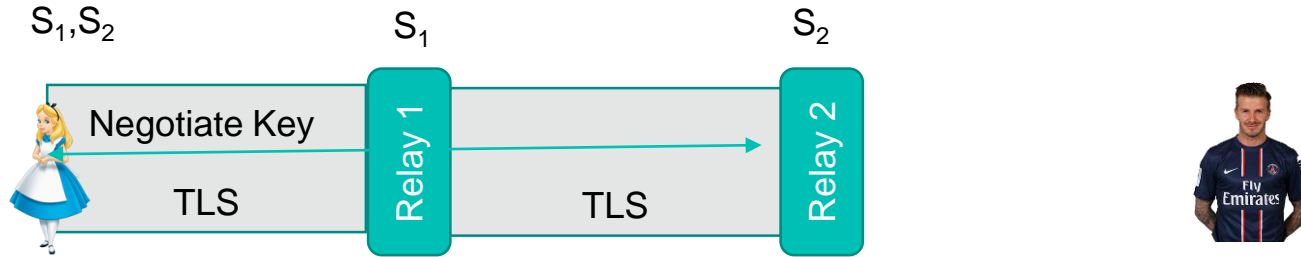 S₁,S₂
S₁
S₂
Negotiate Key
TLS
Relay 1
TLS
Relay 2
Fly
Emirates